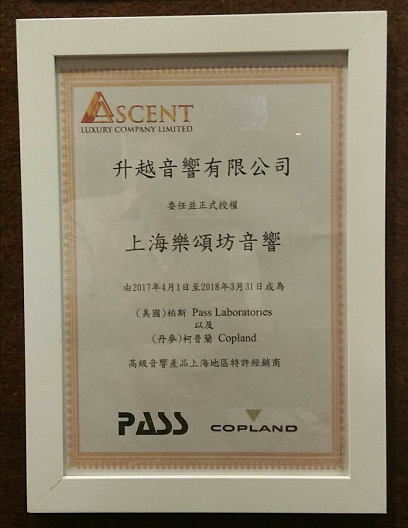 ASCENT
LUXURY COMPANY LIMITED
升越音響有限公司
委任並正式授權
上海樂頌坊音響
由2017年4月1日至2018年3月31日成為
(美國)柏斯 Pass Laboratories
以及
(丹麥)柯普蘭 Copland
高級音響產品上海地區特許經銷商
PASS
COPLAND